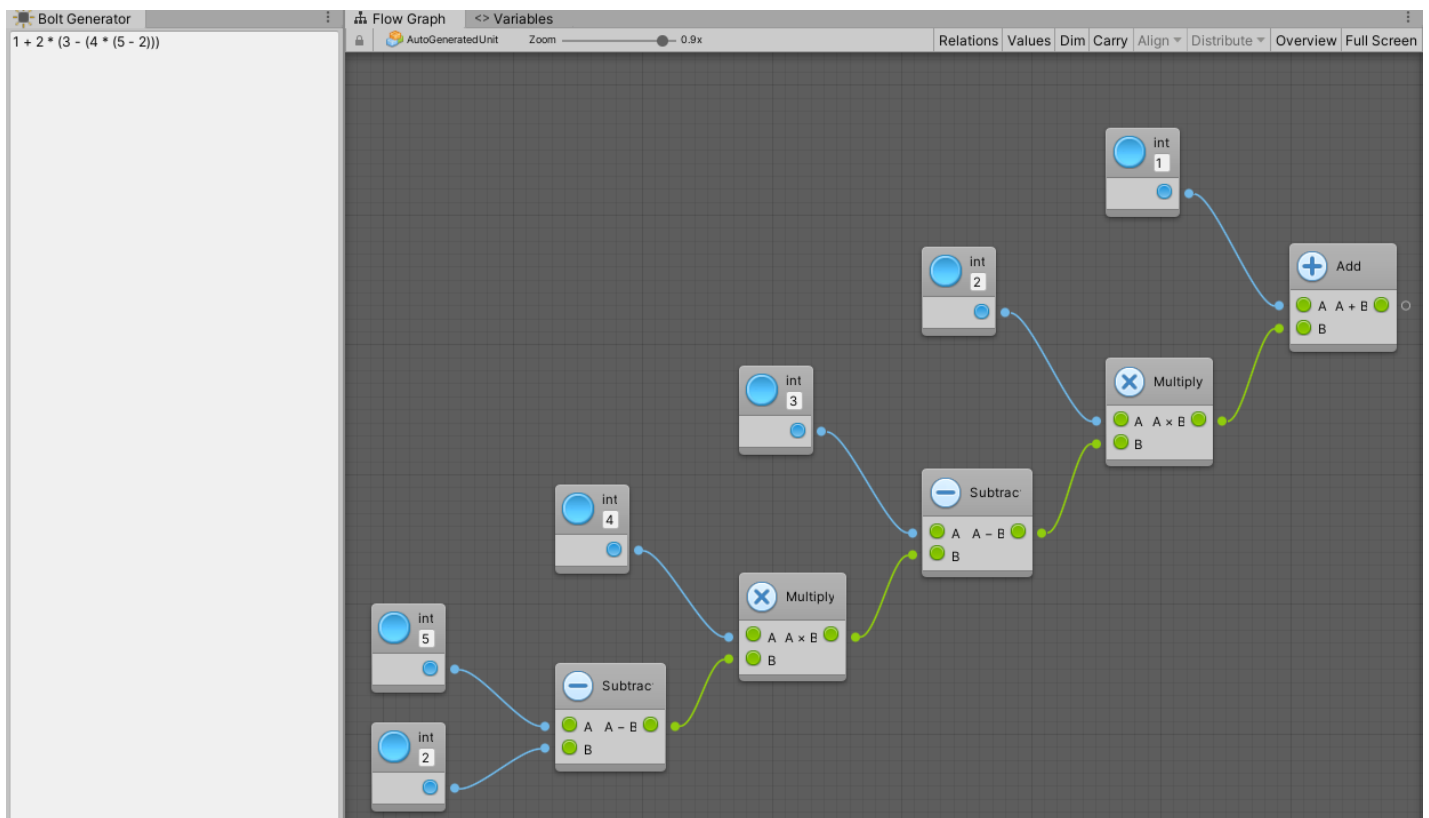 Bolt Generator
Flow Graph <> Variables
1 + 2 * (3 - (4 * (5 - 2)))
AutoGeneratedUnit Zoom 0.9x Relations Values Dim Carry Align Distribute Overview Full Screen
int
1
int
2
Add
A A + B
B
int
3
Multiply
A A × B
B
int
4
Subtrac
A A − B
B
int
5
Multiply
A A × B
B
int
2
Subtrac
A A − B
B